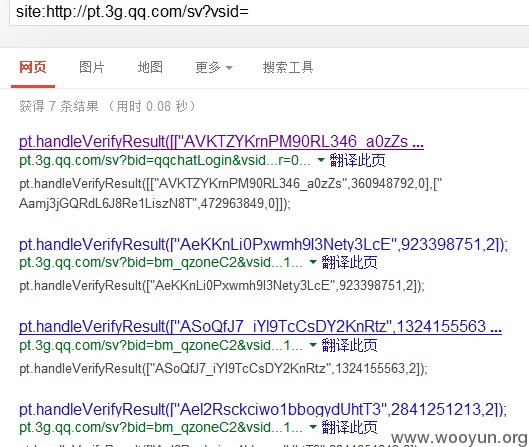 site:http://pt.3g.qq.com/sv?vsid=
网页 图片 地图 更多 搜索工具
获得 7 条结果 （用时 0.08 秒）
pt.handleVerifyResult([["AVKTZYKrnPM90RL346_a0zZs ...
pt.3g.qq.com/sv?bid=qqchatLogin&vsid...r=0... 翻译此页
pt.handleVerifyResult([["AVKTZYKrnPM90RL346_a0zZs",360948792,0],["
Aamj3jGQRdL6J8Re1LiszN8T",472963849,0]]);
pt.handleVerifyResult(["AeKKnLi0Pxwmh9l3Nety3LcE",923398751,2]);
pt.3g.qq.com/sv?bid=bm_qzoneC2&vsid...1... 翻译此页
pt.handleVerifyResult(["AeKKnLi0Pxwmh9l3Nety3LcE",923398751,2]);
pt.handleVerifyResult(["ASoQfJ7_iYl9TcCsDY2KnRtz",1324155563 ...
pt.3g.qq.com/sv?bid=bm_qzoneC2&vsid...1... 翻译此页
pt.handleVerifyResult(["ASoQfJ7_iYl9TcCsDY2KnRtz",1324155563,2]);
pt.handleVerifyResult(["Ael2Rsckciwo1bbogydUhtT3",2841251213,2]);
pt.3g.qq.com/sv?bid=bm_qzoneC2&vsid...1... 翻译此页
www.wooyun.org